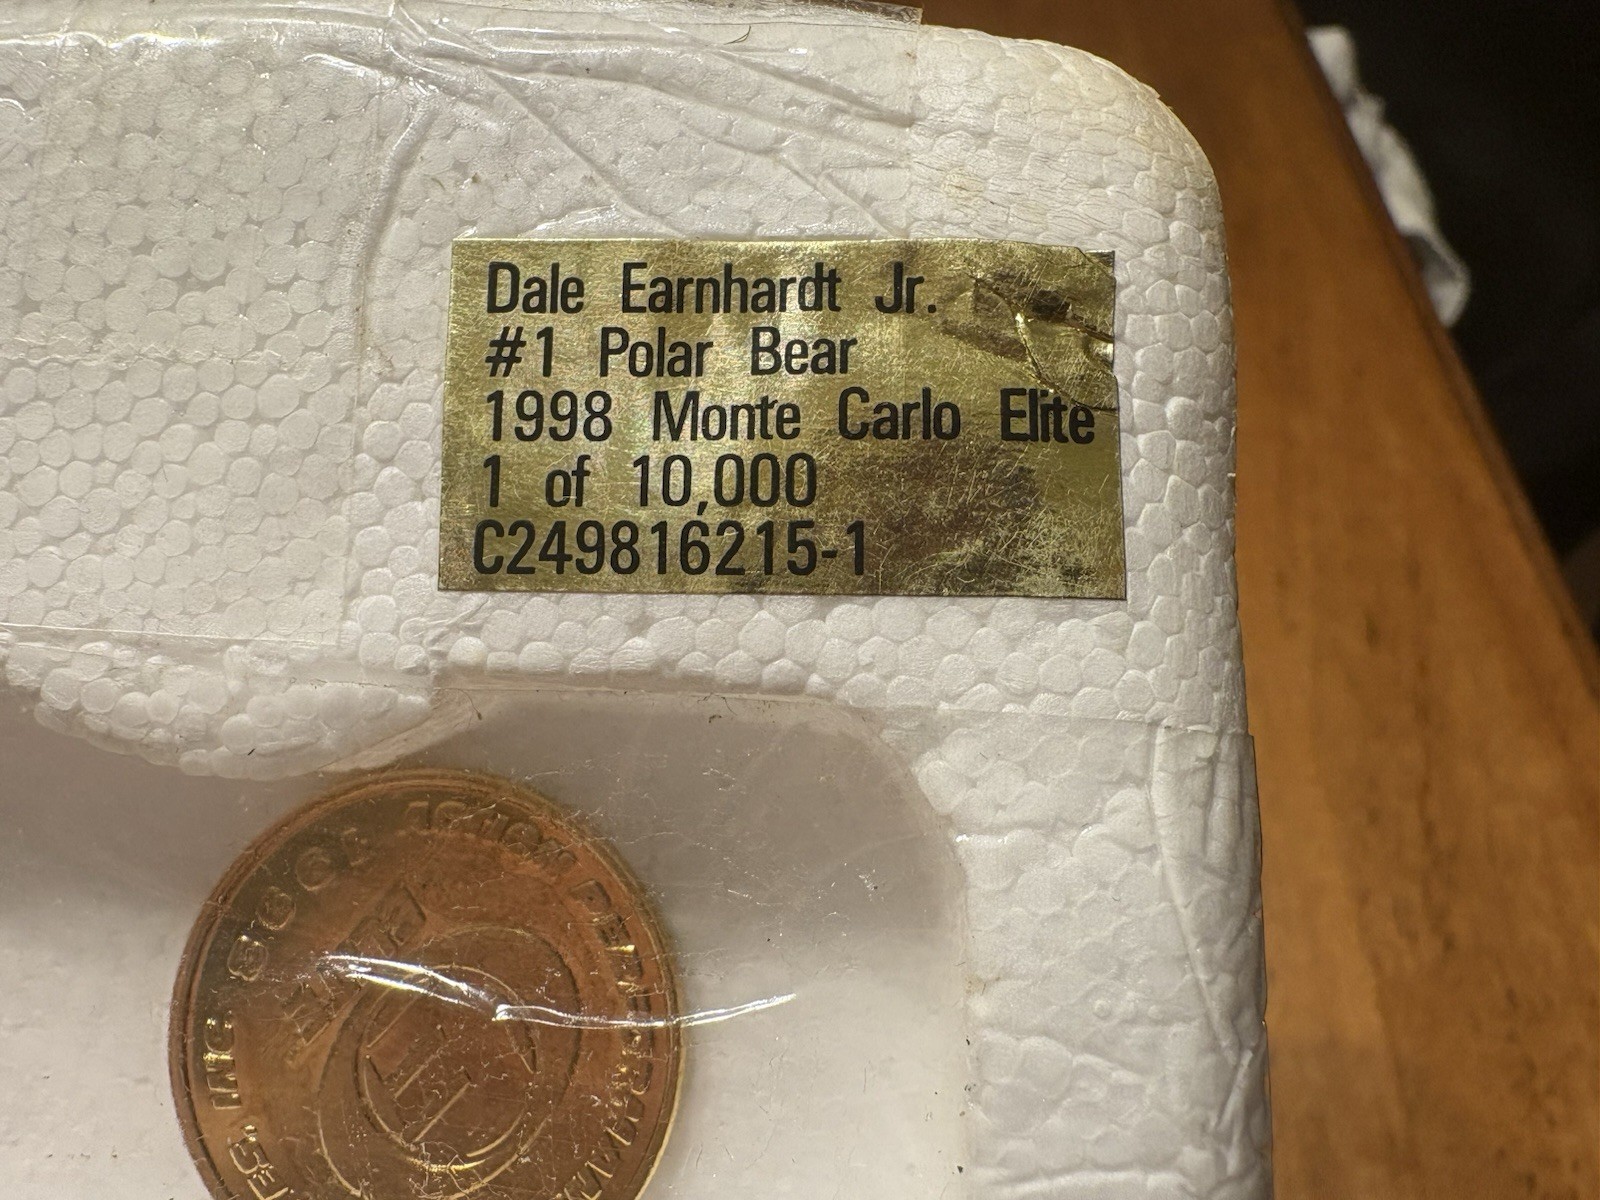 Dale Earnhardt Jr.
#1 Polar Bear
1998 Monte Carlo Elite
1 of 10,000
C249816215-1